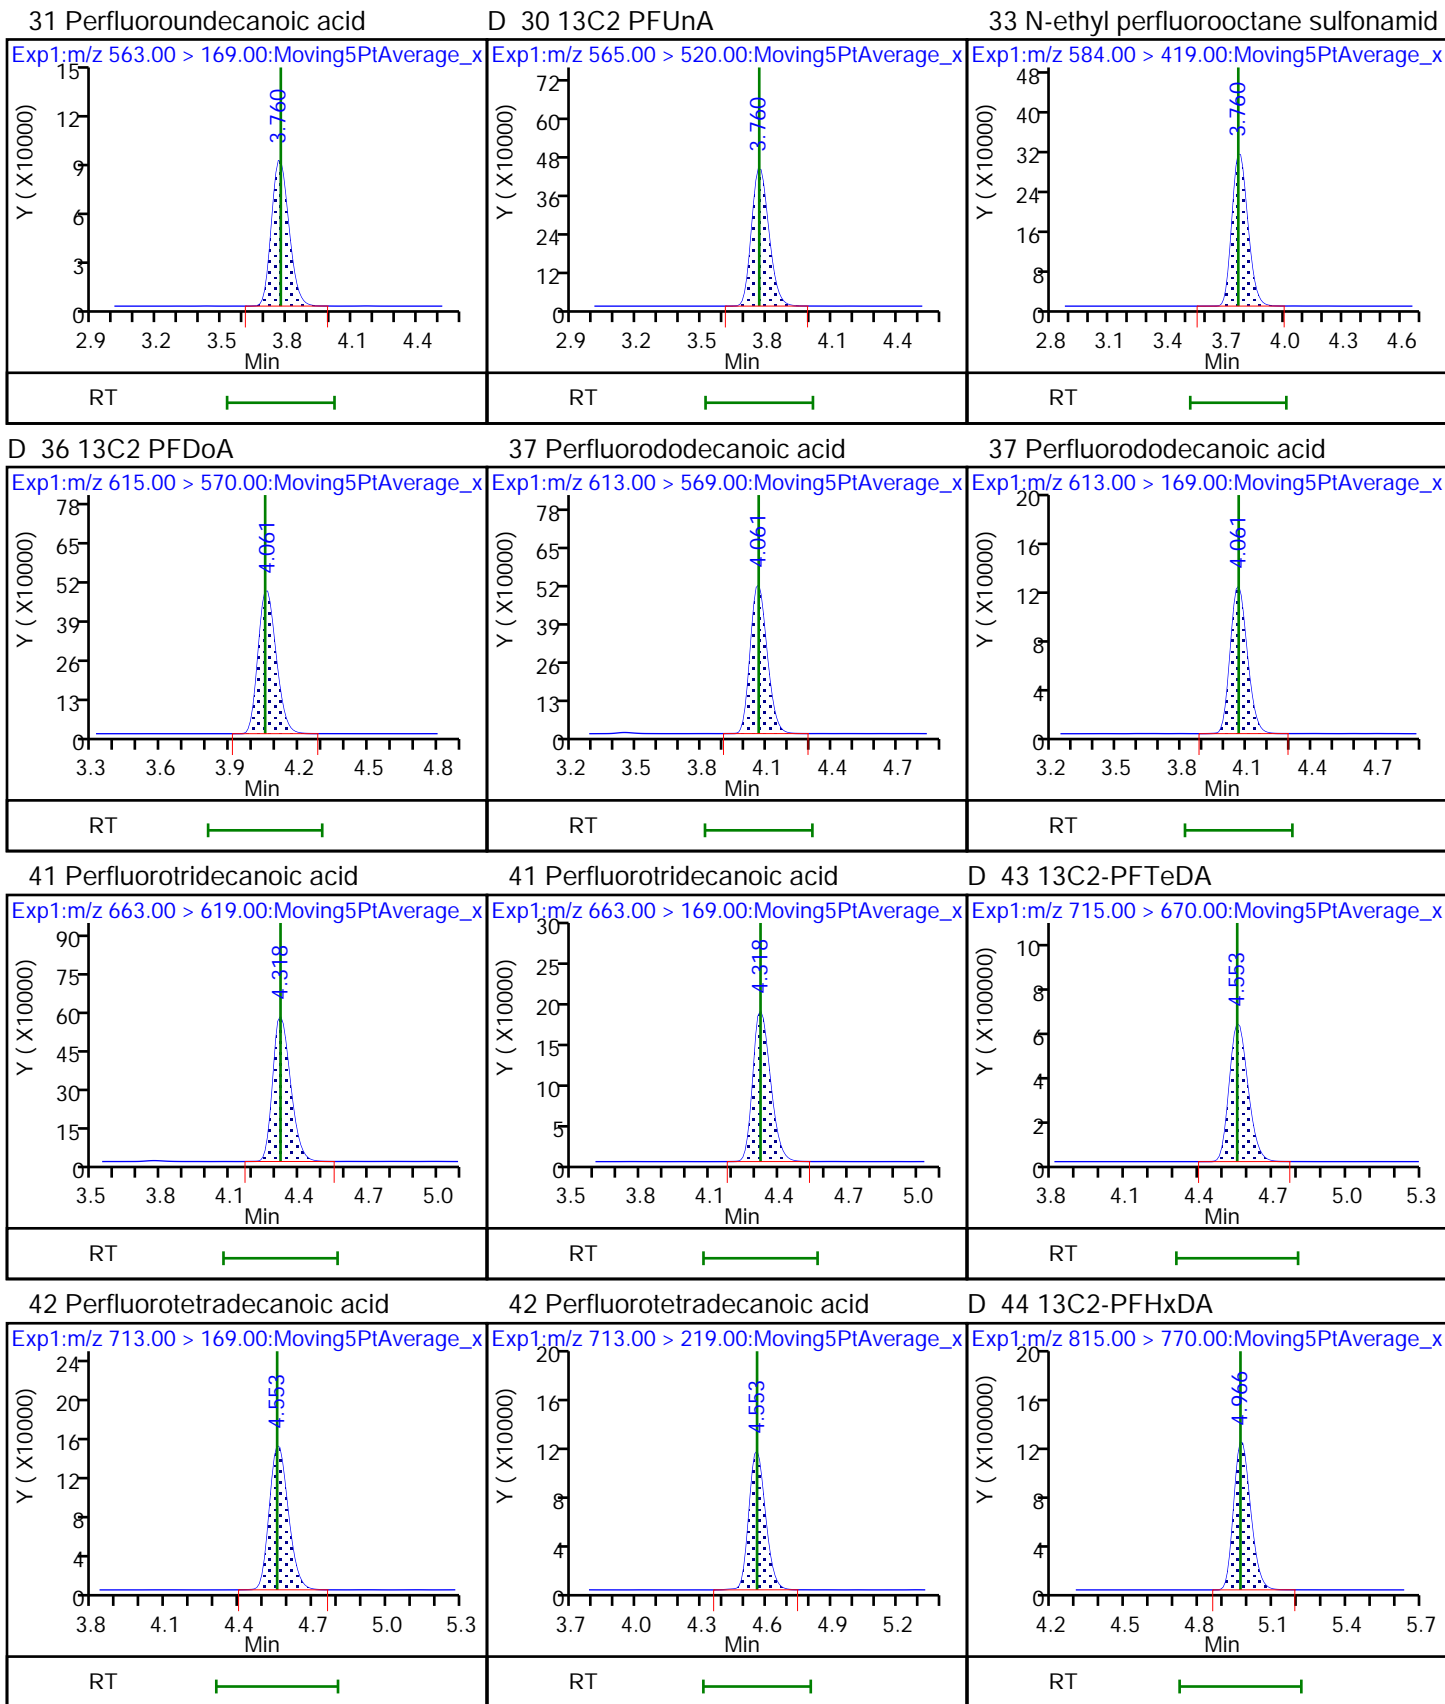 31 Perfluoroundecanoic acid
Exp1:m/z 563.00 > 169.00:Moving5PtAverage_x
Y ( X10000)
15
12
9
6
3
0
3.760
2.9 3.2 3.5 3.8 4.1 4.4
Min
RT
D 30 13C2 PFUnA
Exp1:m/z 565.00 > 520.00:Moving5PtAverage_x
Y ( X10000)
72
60
48
36
24
12
0
3.760
2.9 3.2 3.5 3.8 4.1 4.4
Min
RT
33 N-ethyl perfluorooctane sulfonamid
Exp1:m/z 584.00 > 419.00:Moving5PtAverage_x
Y ( X10000)
48
40
32
24
16
8
0
3.760
2.8 3.1 3.4 3.7 4.0 4.3 4.6
Min
RT
D 36 13C2 PFDoA
Exp1:m/z 615.00 > 570.00:Moving5PtAverage_x
Y ( X10000)
78
65
52
39
26
13
0
4.061
3.3 3.6 3.9 4.2 4.5 4.8
Min
RT
37 Perfluorododecanoic acid
Exp1:m/z 613.00 > 569.00:Moving5PtAverage_x
Y ( X10000)
78
65
52
39
26
13
0
4.061
3.2 3.5 3.8 4.1 4.4 4.7
Min
RT
37 Perfluorododecanoic acid
Exp1:m/z 613.00 > 169.00:Moving5PtAverage_x
Y ( X10000)
20
16
12
8
4
0
4.061
3.2 3.5 3.8 4.1 4.4 4.7
Min
RT
41 Perfluorotridecanoic acid
Exp1:m/z 663.00 > 619.00:Moving5PtAverage_x
Y ( X10000)
90
75
60
45
30
15
0
4.318
3.5 3.8 4.1 4.4 4.7 5.0
Min
RT
41 Perfluorotridecanoic acid
Exp1:m/z 663.00 > 169.00:Moving5PtAverage_x
Y ( X10000)
30
25
20
15
10
5
0
4.318
3.5 3.8 4.1 4.4 4.7 5.0
Min
RT
D 43 13C2-PFTeDA
Exp1:m/z 715.00 > 670.00:Moving5PtAverage_x
Y ( X100000)
10
8
6
4
2
0
4.553
3.8 4.1 4.4 4.7 5.0 5.3
Min
RT
42 Perfluorotetradecanoic acid
Exp1:m/z 713.00 > 169.00:Moving5PtAverage_x
Y ( X10000)
24
20
16
12
8
4
0
4.553
3.8 4.1 4.4 4.7 5.0 5.3
Min
RT
42 Perfluorotetradecanoic acid
Exp1:m/z 713.00 > 219.00:Moving5PtAverage_x
Y ( X10000)
20
16
12
8
4
0
4.553
3.7 4.0 4.3 4.6 4.9 5.2
Min
RT
D 44 13C2-PFHxDA
Exp1:m/z 815.00 > 770.00:Moving5PtAverage_x
Y ( X100000)
20
16
12
8
4
0
4.966
4.2 4.5 4.8 5.1 5.4 5.7
Min
RT